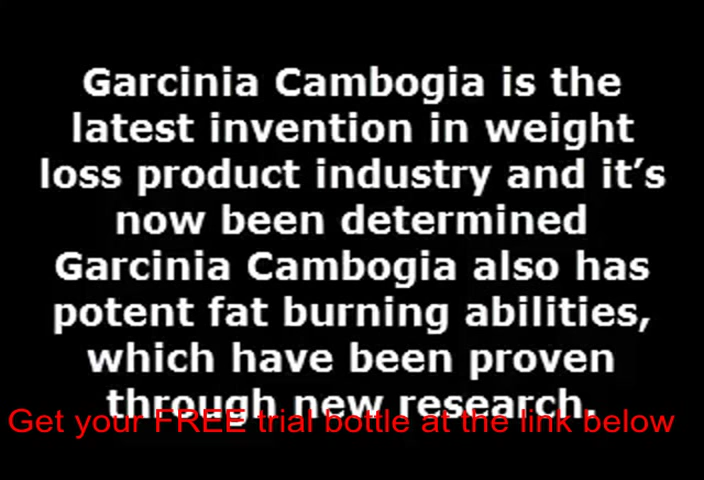 Garcinia Cambogia is the
latest invention in weight
loss product industry and it’s
now been determined
Garcinia Cambogia also has
potent fat burning abilities,
which have been proven
through new research.
Get your FREE trial bottle at the link below